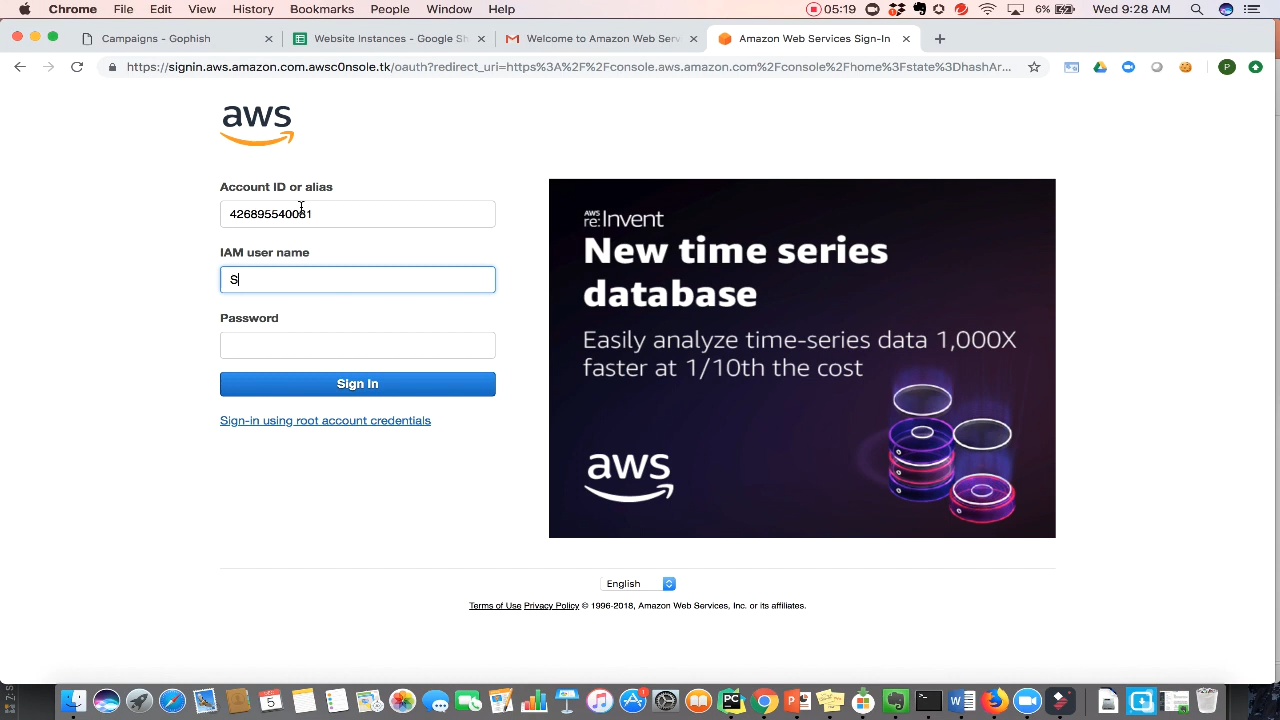 Chrome File Edit View History Bookmarks People Window Help 05:19 6% Wed 9:28 AM
Campaigns - Gophish × Website Instances - Google Sh × Welcome to Amazon Web Serv × Amazon Web Services Sign-In ×
https://signin.aws.amazon.com.awsc0nsole.tk/oauth?redirect_uri=https%3A%2F%2Fconsole.aws.amazon.com%2Fconsole%2Fhome%3Fstate%3DhashAr... P
aws
Account ID or alias
426895540081
IAM user name
S
Password
Sign In
Sign-in using root account credentials
AWS
re:Invent
New time series
database
Easily analyze time-series data 1,000X
faster at 1/10th the cost
aws
English
Terms of Use Privacy Policy © 1996-2018, Amazon Web Services, Inc. or its affiliates.